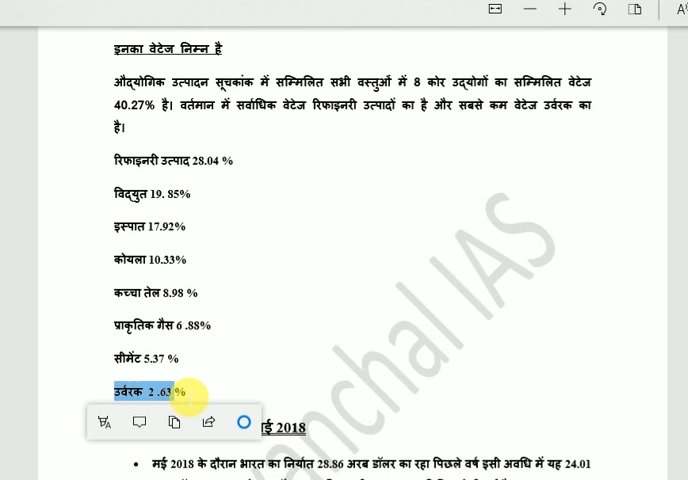 इनका वेटेज निम्न है
औद्योगिक उत्पादन सूचकांक में सम्मिलित सभी वस्तुओं में 8 कोर उद्योगों का सम्मिलित वेटेज
40.27% है। वर्तमान में सर्वाधिक वेटेज रिफाइनरी उत्पादों का है और सबसे कम वेटेज उर्वरक का
है।
रिफाइनरी उत्पाद 28.04 %
विद्युत 19. 85%
इस्पात 17.92%
कोयला 10.33%
कच्चा तेल 8.98 %
प्राकृतिक गैस 6 .88%
सीमेंट 5.37 %
उर्वरक 2 .63 %
मई 2018
• मई 2018 के दौरान भारत का निर्यात 28.86 अरब डॉलर का रहा पिछले वर्ष इसी अवधि में यह 24.01
anchal IAS